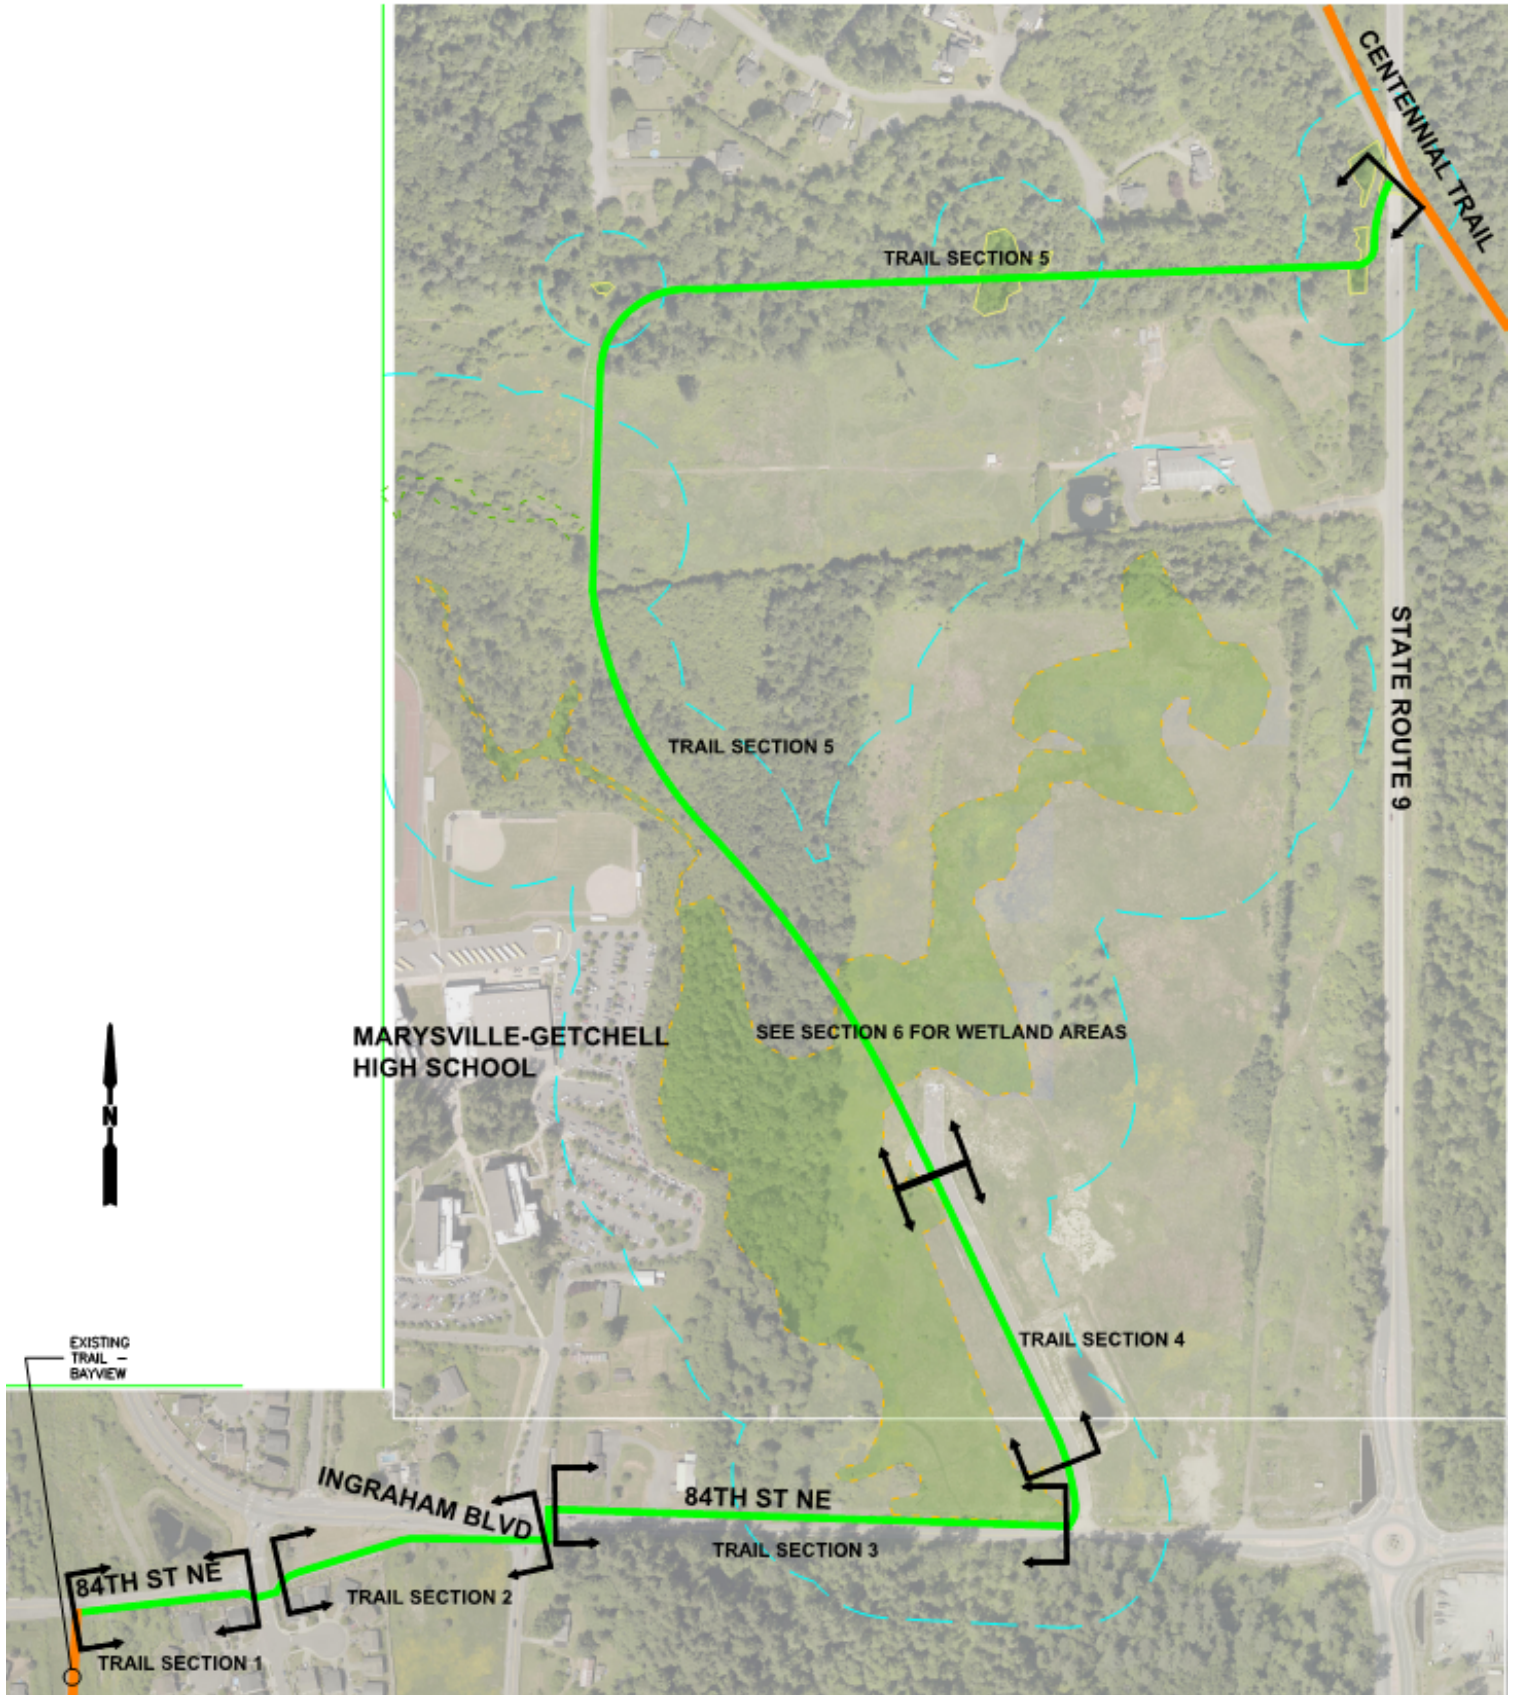 CENTENNIAL TRAIL
TRAIL SECTION 5
STATE ROUTE 9
TRAIL SECTION 5
MARYSVILLE-GETCHELL
HIGH SCHOOL
SEE SECTION 6 FOR WETLAND AREAS
N
EXISTING
TRAIL –
BAYVIEW
TRAIL SECTION 4
INGRAHAM BLVD
84TH ST NE
TRAIL SECTION 3
84TH ST NE
TRAIL SECTION 2
TRAIL SECTION 1